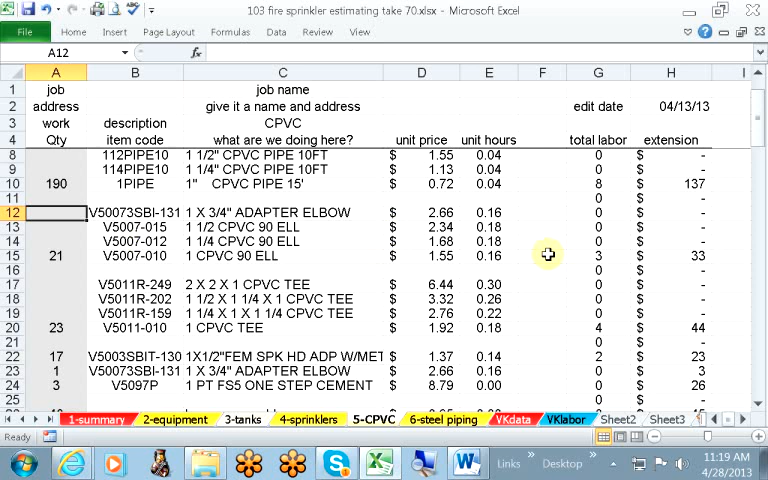 103 fire sprinkler estimating take 70.xlsx - Microsoft Excel
File Home Insert Page Layout Formulas Data Review View
A12 fx
A B C D E F G H I
1 job job name
2 address give it a name and address edit date 04/13/13
3 work description CPVC
4 Qty item code what are we doing here? unit price unit hours total labor extension
8 112PIPE10 1 1/2" CPVC PIPE 10FT $ 1.55 0.04 0 $ -
9 114PIPE10 1 1/4" CPVC PIPE 10FT $ 1.13 0.04 0 $ -
10 190 1PIPE 1" CPVC PIPE 15' $ 0.72 0.04 8 $ 137
11 0 $ -
12 V50073SBI-131 1 X 3/4" ADAPTER ELBOW $ 2.66 0.16 0 $ -
13 V5007-015 1 1/2 CPVC 90 ELL $ 2.34 0.18 0 $ -
14 V5007-012 1 1/4 CPVC 90 ELL $ 1.68 0.18 0 $ -
15 21 V5007-010 1 CPVC 90 ELL $ 1.55 0.16 3 $ 33
16 0 $ -
17 V5011R-249 2 X 2 X 1 CPVC TEE $ 6.44 0.30 0 $ -
18 V5011R-202 1 1/2 X 1 1/4 X 1 CPVC TEE $ 3.32 0.26 0 $ -
19 V5011R-159 1 1/4 X 1 X 1 1/4 CPVC TEE $ 2.76 0.22 0 $ -
20 23 V5011-010 1 CPVC TEE $ 1.92 0.18 4 $ 44
21 0 $ -
22 17 V5003SBIT-130 1X1/2"FEM SPK HD ADP W/MET $ 1.37 0.14 2 $ 23
23 1 V50073SBI-131 1 X 3/4" ADAPTER ELBOW $ 2.66 0.16 0 $ 3
24 3 V5097P 1 PT FS5 ONE STEP CEMENT $ 8.79 0.00 0 $ 26
25 0 $ -
1-summary 2-equipment 3-tanks 4-sprinklers 5-CPVC 6-steel piping VKdata VKlabor Sheet2 Sheet3
Ready
Links Desktop 11:19 AM
4/28/2013